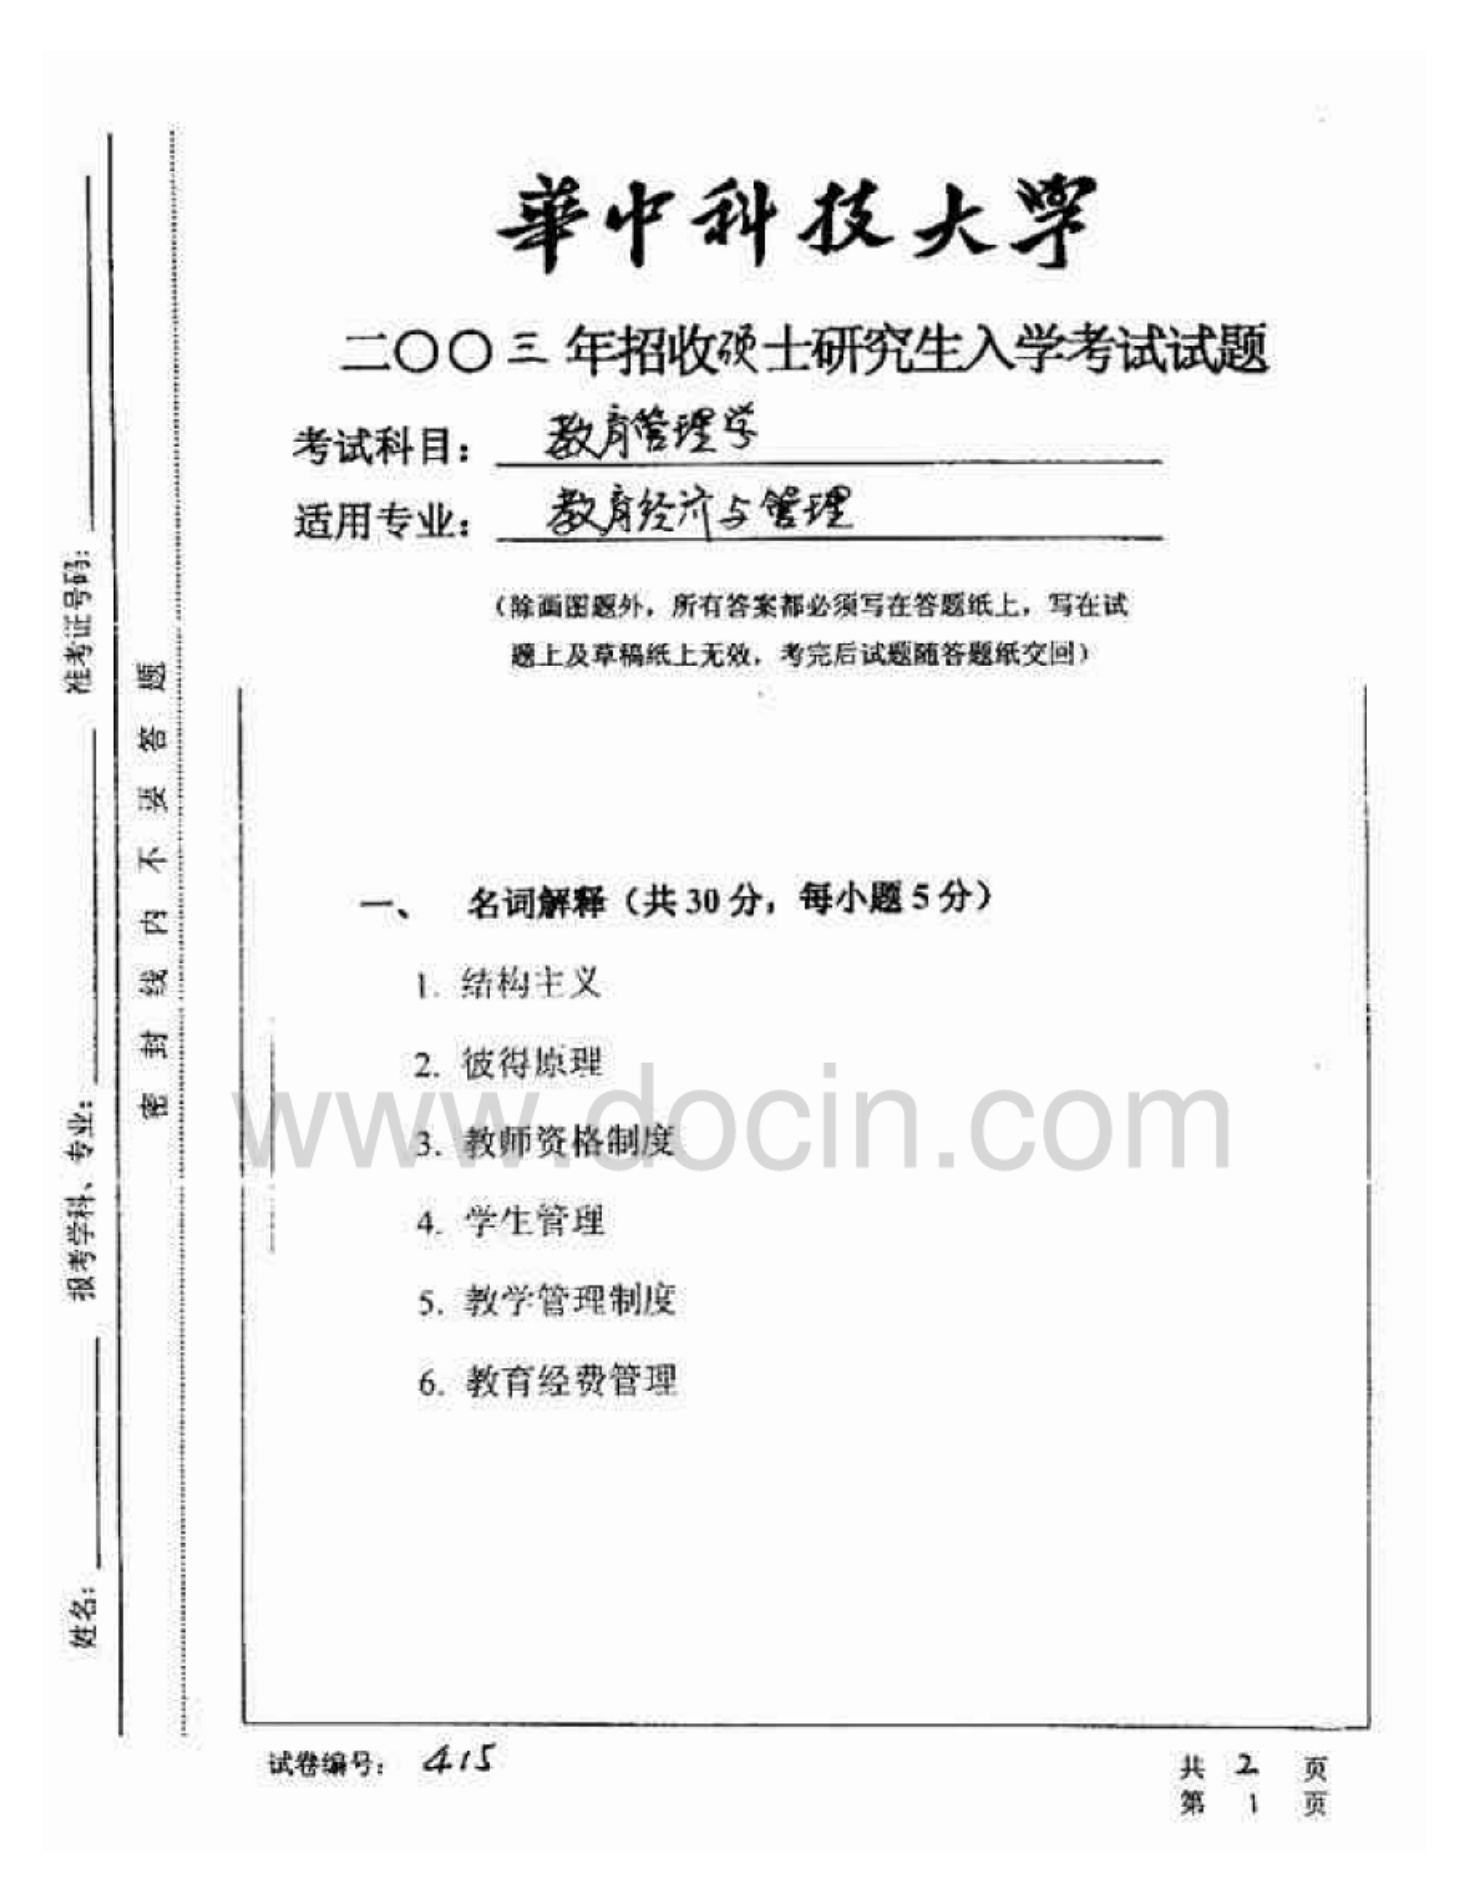 華中科技大学
二〇〇三年招收硕士研究生入学考试试题
考试科目：教育管理学
适用专业：教育经济与管理
（除画图题外，所有答案都必须写在答题纸上，写在试
题上及草稿纸上无效，考完后试题随答题纸交回）
准考证号码：
报考学科、专业：
姓名：
密封线内不要答题
一、 名词解释（共30分，每小题5分）
1. 结构主义
2. 彼得原理
3. 教师资格制度
4. 学生管理
5. 教学管理制度
6. 教育经费管理
www.docin.com
试卷编号：415
共 2 页
第 1 页